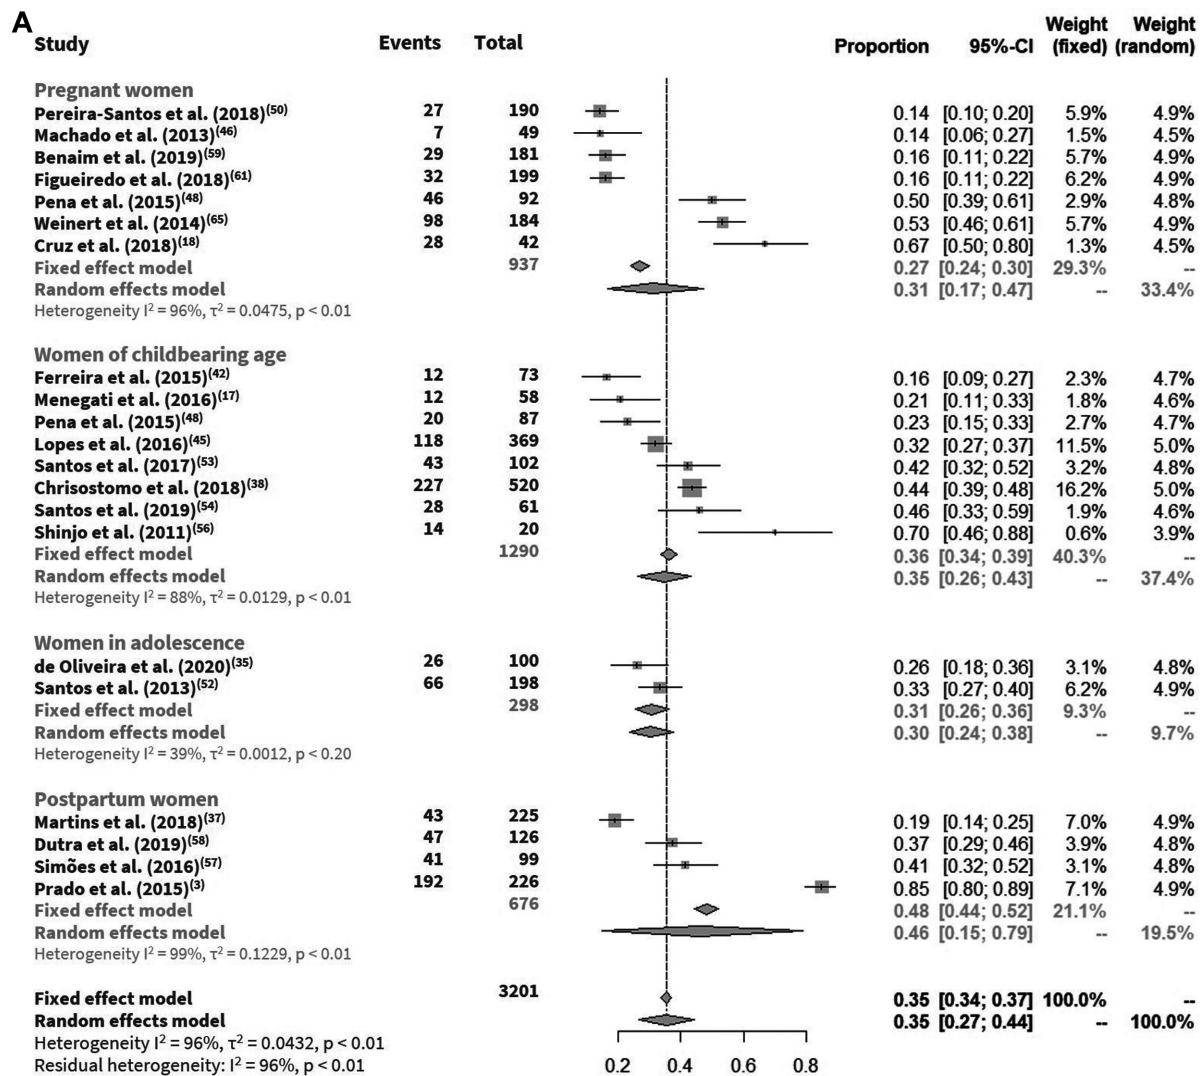 A
Study Events Total Proportion 95%-CI Weight (fixed) Weight (random)
Pregnant women
Pereira-Santos et al. (2018)(50) 27 190 0.14 [0.10; 0.20] 5.9% 4.9%
Machado et al. (2013)(46) 7 49 0.14 [0.06; 0.27] 1.5% 4.5%
Benaim et al. (2019)(59) 29 181 0.16 [0.11; 0.22] 5.7% 4.9%
Figueiredo et al. (2018)(61) 32 199 0.16 [0.11; 0.22] 6.2% 4.9%
Pena et al. (2015)(48) 46 92 0.50 [0.39; 0.61] 2.9% 4.8%
Weinert et al. (2014)(65) 98 184 0.53 [0.46; 0.61] 5.7% 4.9%
Cruz et al. (2018)(18) 28 42 0.67 [0.50; 0.80] 1.3% 4.5%
Fixed effect model 937 0.27 [0.24; 0.30] 29.3% --
Random effects model 0.31 [0.17; 0.47] -- 33.4%
Heterogeneity I² = 96%, τ² = 0.0475, p < 0.01
Women of childbearing age
Ferreira et al. (2015)(42) 12 73 0.16 [0.09; 0.27] 2.3% 4.7%
Menegati et al. (2016)(17) 12 58 0.21 [0.11; 0.33] 1.8% 4.6%
Pena et al. (2015)(48) 20 87 0.23 [0.15; 0.33] 2.7% 4.7%
Lopes et al. (2016)(45) 118 369 0.32 [0.27; 0.37] 11.5% 5.0%
Santos et al. (2017)(53) 43 102 0.42 [0.32; 0.52] 3.2% 4.8%
Chrisostomo et al. (2018)(38) 227 520 0.44 [0.39; 0.48] 16.2% 5.0%
Santos et al. (2019)(54) 28 61 0.46 [0.33; 0.59] 1.9% 4.6%
Shinjo et al. (2011)(56) 14 20 0.70 [0.46; 0.88] 0.6% 3.9%
Fixed effect model 1290 0.36 [0.34; 0.39] 40.3% --
Random effects model 0.35 [0.26; 0.43] -- 37.4%
Heterogeneity I² = 88%, τ² = 0.0129, p < 0.01
Women in adolescence
de Oliveira et al. (2020)(35) 26 100 0.26 [0.18; 0.36] 3.1% 4.8%
Santos et al. (2013)(52) 66 198 0.33 [0.27; 0.40] 6.2% 4.9%
Fixed effect model 298 0.31 [0.26; 0.36] 9.3% --
Random effects model 0.30 [0.24; 0.38] -- 9.7%
Heterogeneity I² = 39%, τ² = 0.0012, p < 0.20
Postpartum women
Martins et al. (2018)(37) 43 225 0.19 [0.14; 0.25] 7.0% 4.9%
Dutra et al. (2019)(58) 47 126 0.37 [0.29; 0.46] 3.9% 4.8%
Simões et al. (2016)(57) 41 99 0.41 [0.32; 0.52] 3.1% 4.8%
Prado et al. (2015)(3) 192 226 0.85 [0.80; 0.89] 7.1% 4.9%
Fixed effect model 676 0.48 [0.44; 0.52] 21.1% --
Random effects model 0.46 [0.15; 0.79] -- 19.5%
Heterogeneity I² = 99%, τ² = 0.1229, p < 0.01
Fixed effect model 3201 0.35 [0.34; 0.37] 100.0% --
Random effects model 0.35 [0.27; 0.44] -- 100.0%
Heterogeneity I² = 96%, τ² = 0.0432, p < 0.01
Residual heterogeneity: I² = 96%, p < 0.01
0.2 0.4 0.6 0.8